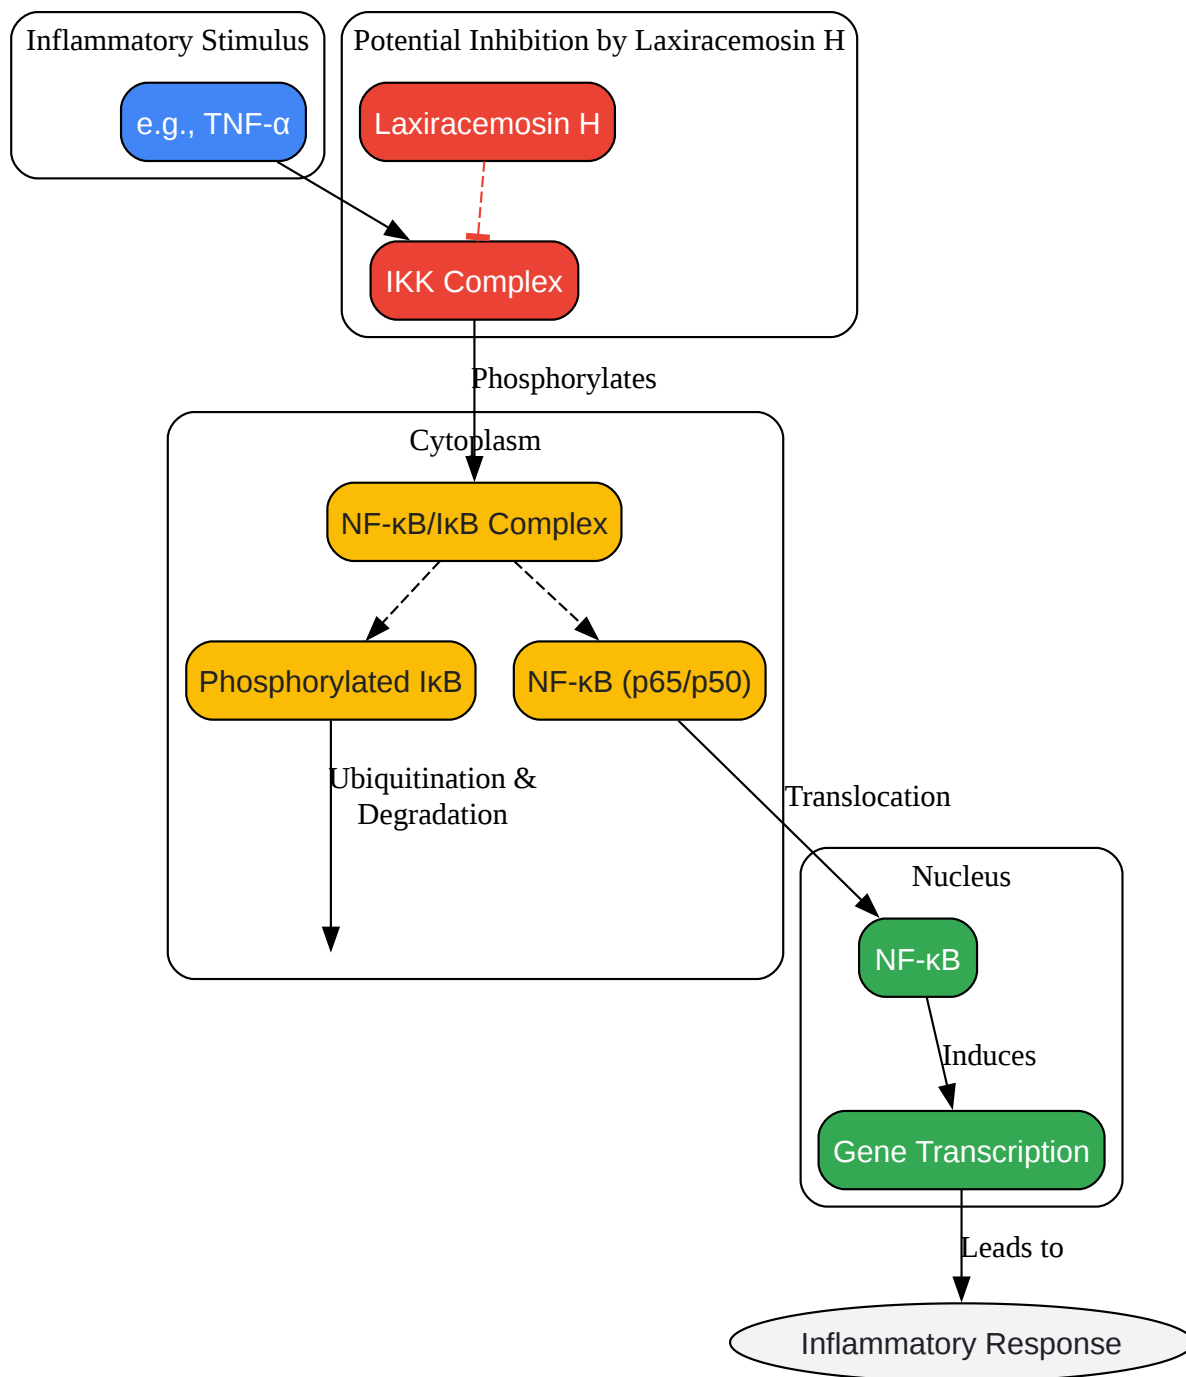 Inflammatory Stimulus
Potential Inhibition by Laxiracemosin H
e.g., TNF-α
Laxiracemosin H
IKK Complex
Phosphorylates
Cytoplasm
NF-κB/IκB Complex
Phosphorylated IκB
NF-κB (p65/p50)
Ubiquitination &
Degradation
Translocation
Nucleus
NF-κB
Induces
Gene Transcription
Leads to
Inflammatory Response